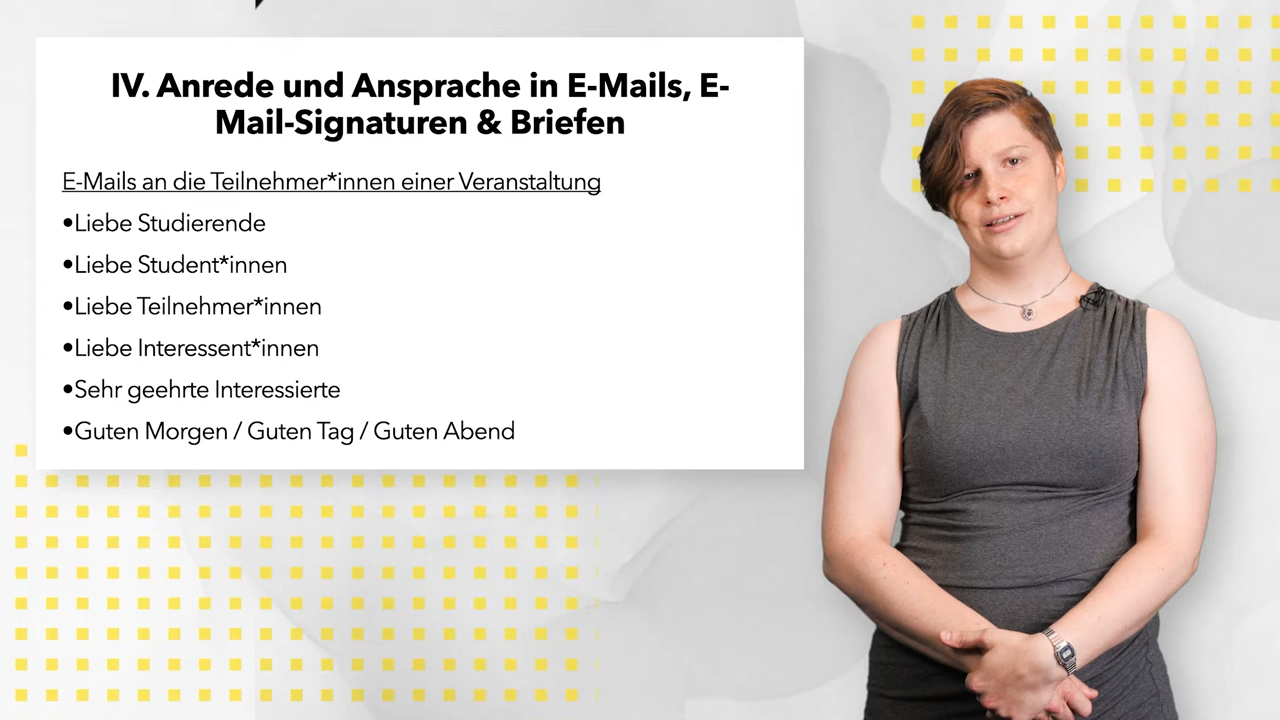 IV. Anrede und Ansprache in E-Mails, E-
Mail-Signaturen & Briefen
E-Mails an die Teilnehmer*innen einer Veranstaltung
•Liebe Studierende
•Liebe Student*innen
•Liebe Teilnehmer*innen
•Liebe Interessent*innen
•Sehr geehrte Interessierte
•Guten Morgen / Guten Tag / Guten Abend